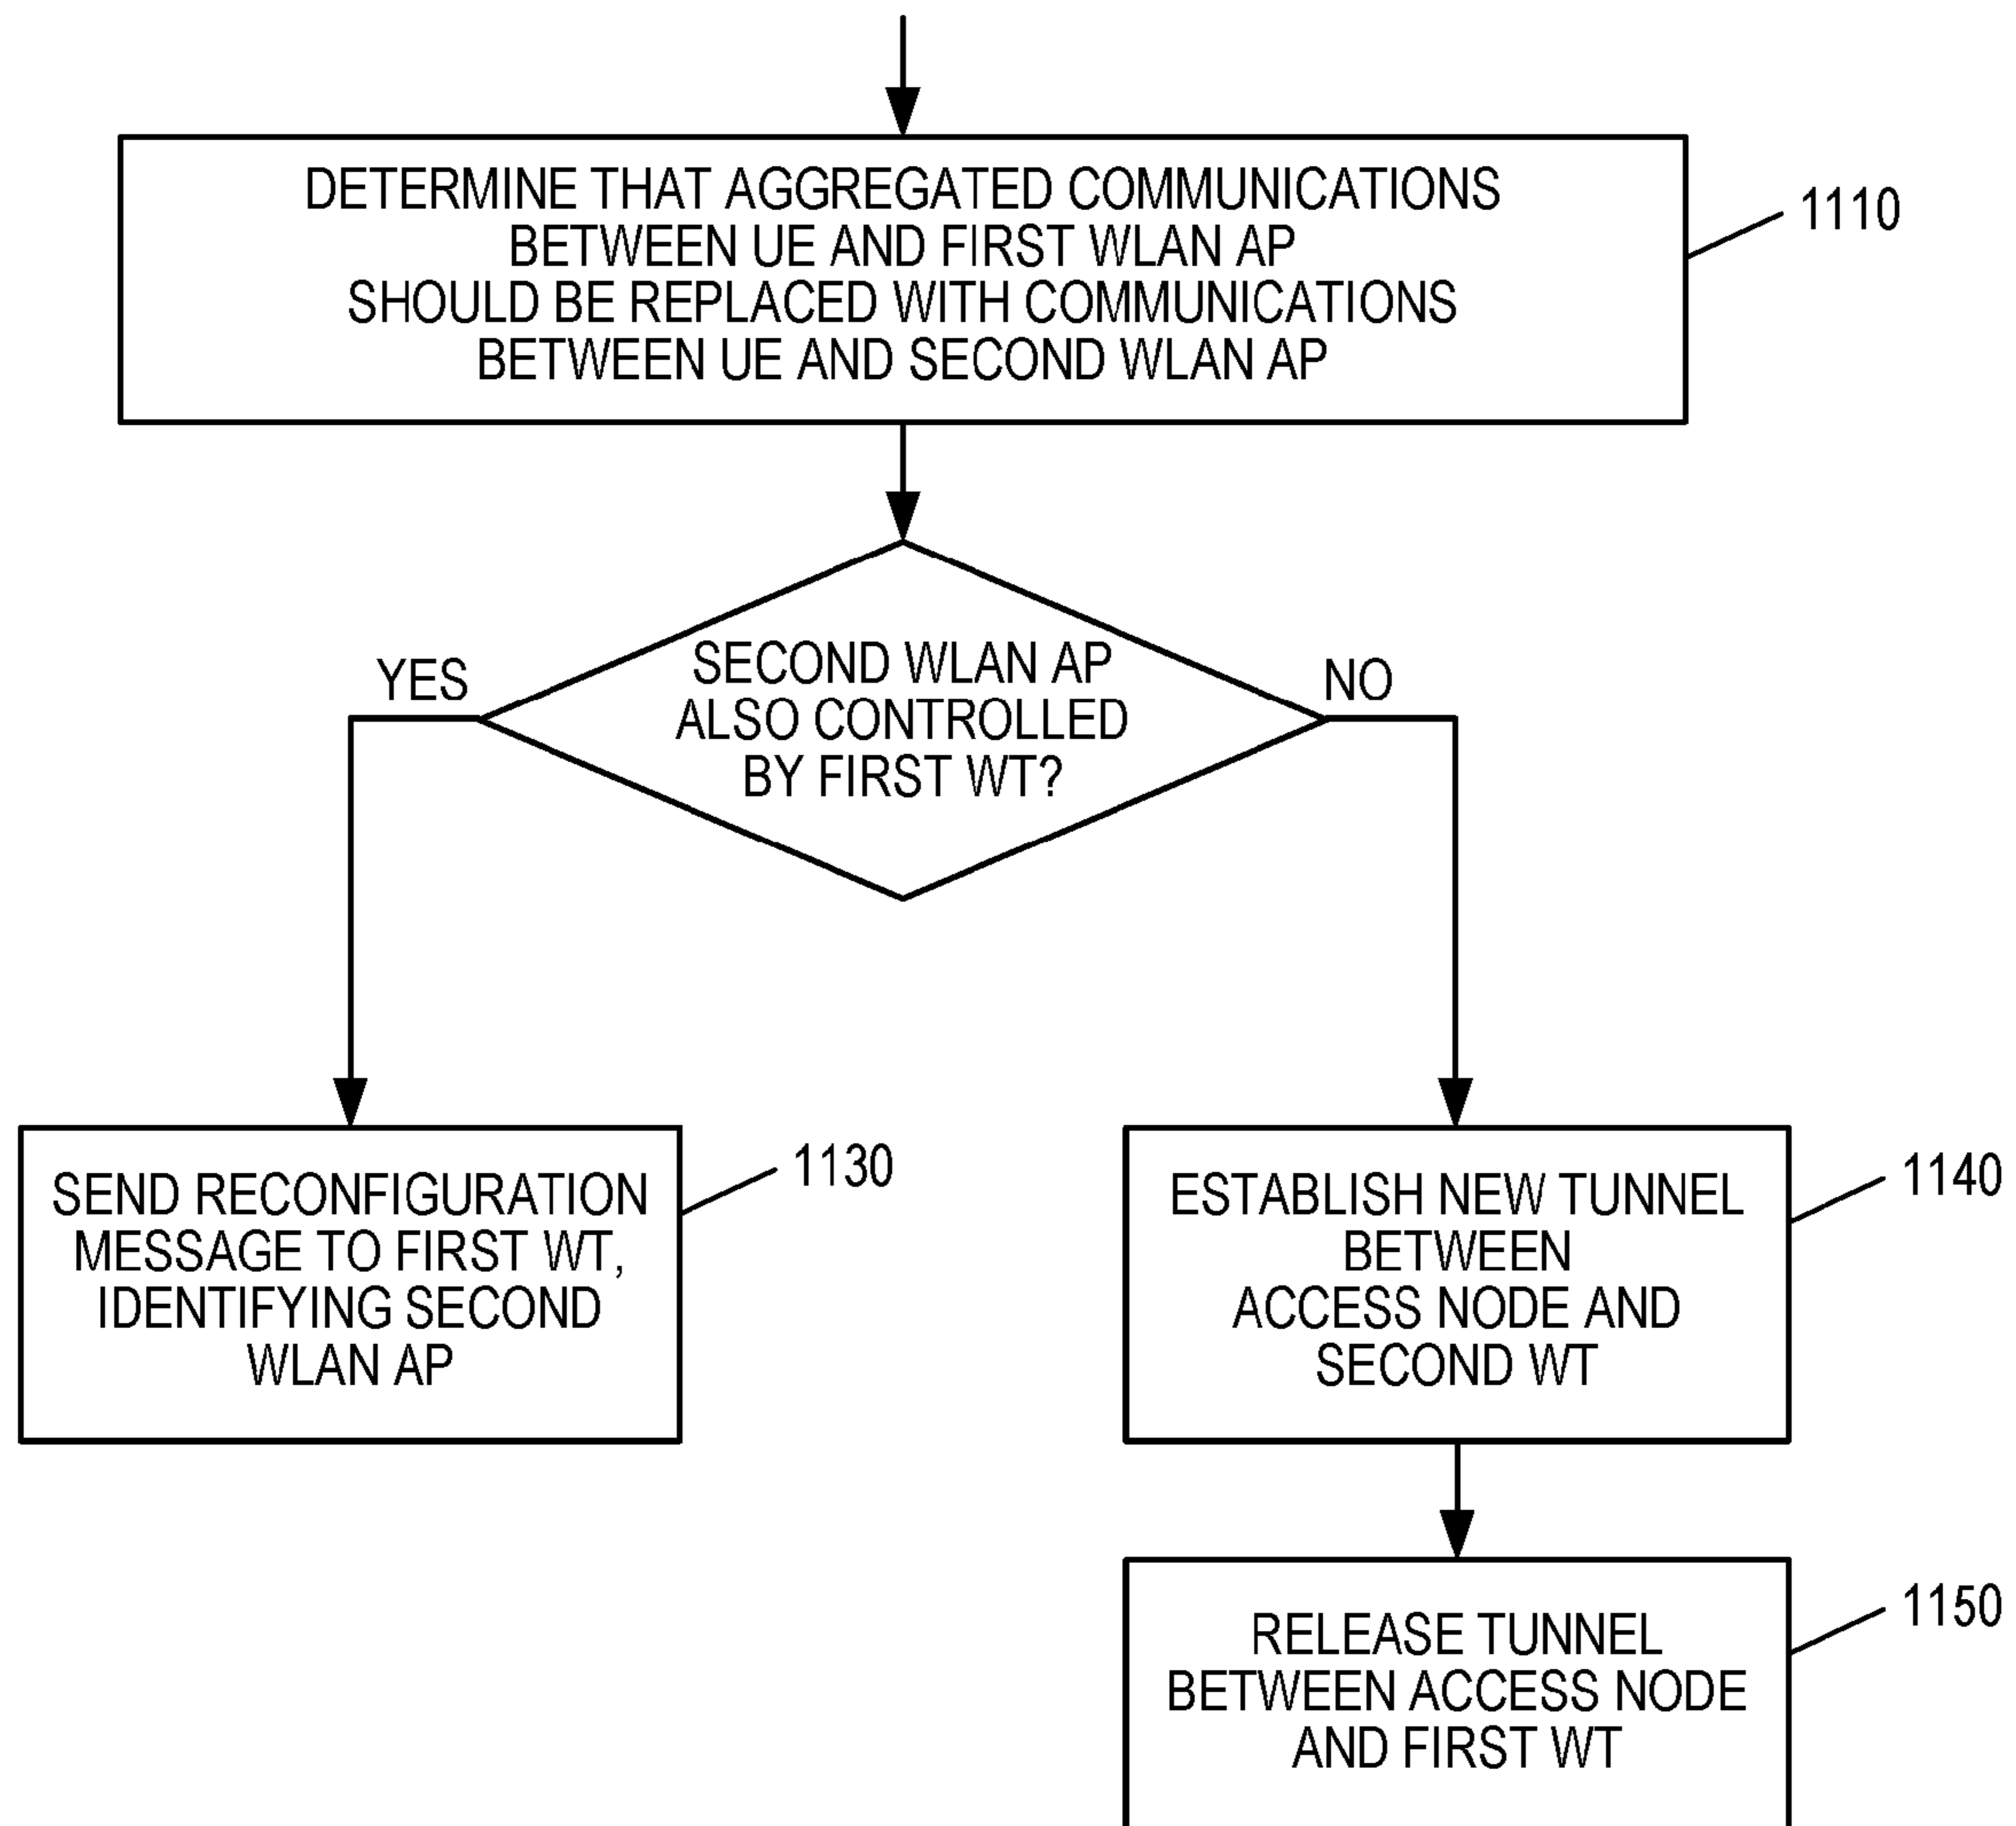 DETERMINE THAT AGGREGATED COMMUNICATIONS
BETWEEN UE AND FIRST WLAN AP
SHOULD BE REPLACED WITH COMMUNICATIONS
BETWEEN UE AND SECOND WLAN AP
1110
SECOND WLAN AP
ALSO CONTROLLED
BY FIRST WT?
YES
NO
SEND RECONFIGURATION
MESSAGE TO FIRST WT,
IDENTIFYING SECOND
WLAN AP
1130
ESTABLISH NEW TUNNEL
BETWEEN
ACCESS NODE AND
SECOND WT
1140
RELEASE TUNNEL
BETWEEN ACCESS NODE
AND FIRST WT
1150